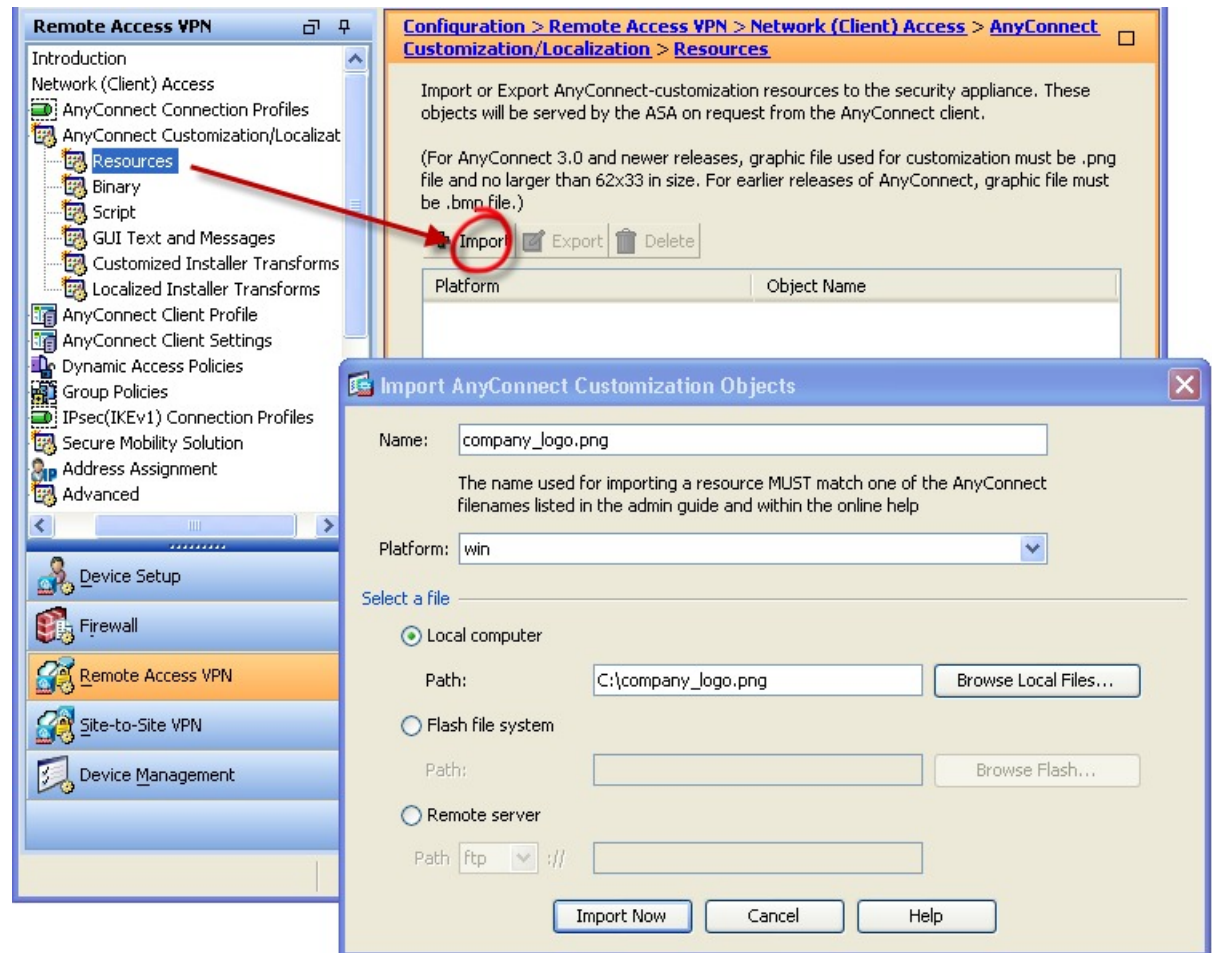 Remote Access VPN
Introduction
Network (Client) Access
AnyConnect Connection Profiles
AnyConnect Customization/Localizat
Resources
Binary
Script
GUI Text and Messages
Customized Installer Transforms
Localized Installer Transforms
AnyConnect Client Profile
AnyConnect Client Settings
Dynamic Access Policies
Group Policies
IPsec(IKEv1) Connection Profiles
Secure Mobility Solution
Address Assignment
Advanced
Device Setup
Firewall
Remote Access VPN
Site-to-Site VPN
Device Management
Configuration > Remote Access VPN > Network (Client) Access > AnyConnect
Customization/Localization > Resources
Import or Export AnyConnect-customization resources to the security appliance. These
objects will be served by the ASA on request from the AnyConnect client.
(For AnyConnect 3.0 and newer releases, graphic file used for customization must be .png
file and no larger than 62x33 in size. For earlier releases of AnyConnect, graphic file must
be .bmp file.)
Import Export Delete
Platform Object Name
Import AnyConnect Customization Objects
Name: company_logo.png
The name used for importing a resource MUST match one of the AnyConnect
filenames listed in the admin guide and within the online help
Platform: win
Select a file
Local computer
Path: C:\company_logo.png Browse Local Files...
Flash file system
Path: Browse Flash...
Remote server
Path ftp ://
Import Now Cancel Help